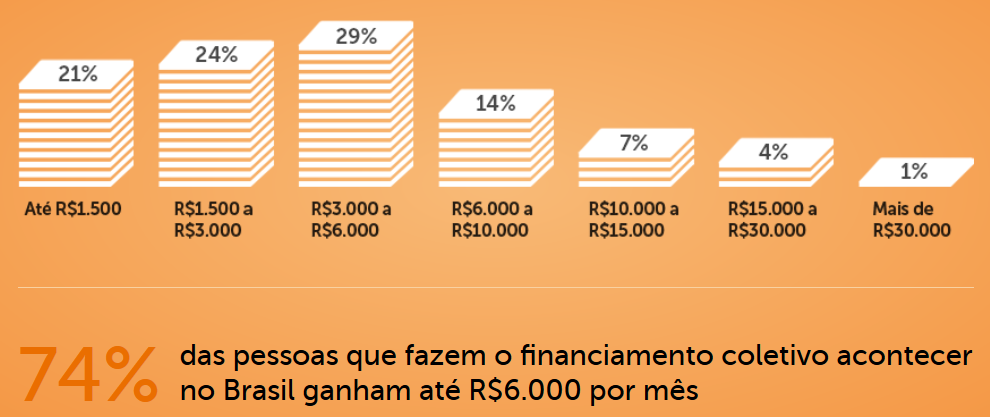 21%
24%
29%
14%
7%
4%
1%
Até R$1.500
R$1.500 a
R$3.000
R$3.000 a
R$6.000
R$6.000 a
R$10.000
R$10.000 a
R$15.000
R$15.000 a
R$30.000
Mais de
R$30.000
74%
das pessoas que fazem o financiamento coletivo acontecer
no Brasil ganham até R$6.000 por mês